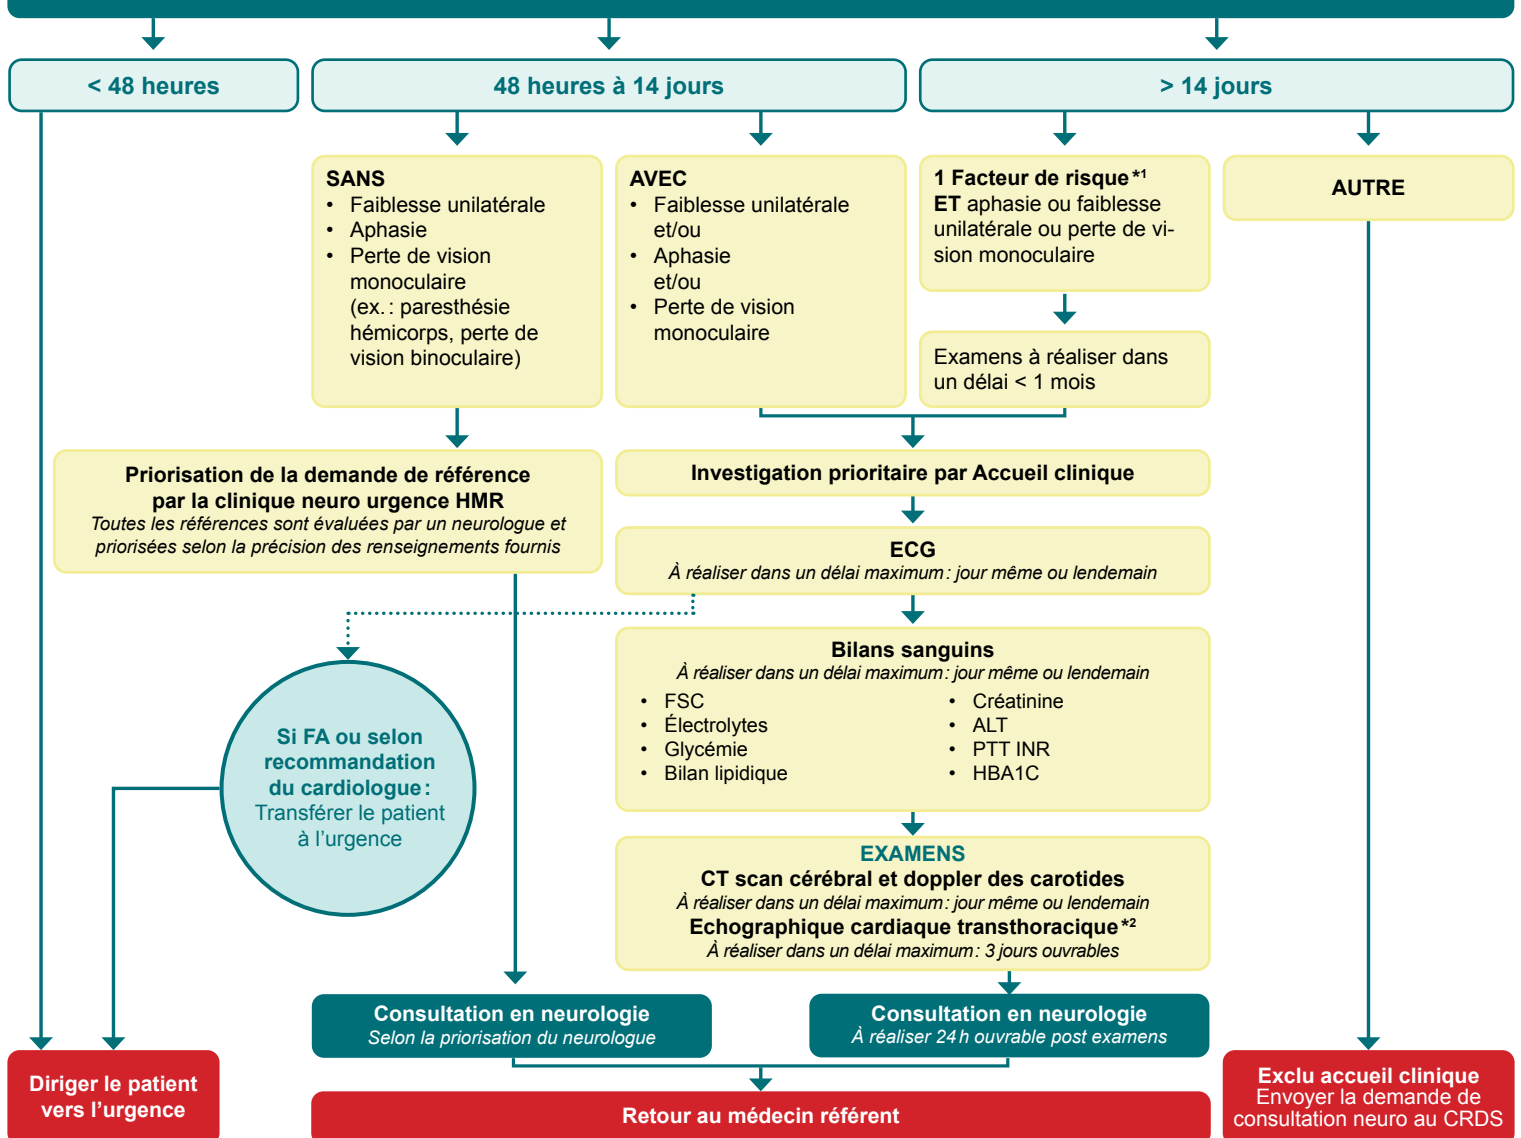 < 48 heures
48 heures à 14 jours
> 14 jours
SANS
• Faiblesse unilatérale
• Aphasie
• Perte de vision
monoculaire
(ex. : paresthésie
hémicorps, perte de
vision binoculaire)
AVEC
• Faiblesse unilatérale
et/ou
• Aphasie
et/ou
• Perte de vision
monoculaire
1 Facteur de risque *1
ET aphasie ou faiblesse
unilatérale ou perte de vi-
sion monoculaire
AUTRE
Examens à réaliser dans
un délai < 1 mois
Priorisation de la demande de référence
par la clinique neuro urgence HMR
Toutes les références sont évaluées par un neurologue et
priorisées selon la précision des renseignements fournis
Investigation prioritaire par Accueil clinique
ECG
À réaliser dans un délai maximum : jour même ou lendemain
Bilans sanguins
À réaliser dans un délai maximum : jour même ou lendemain
• FSC
• Électrolytes
• Glycémie
• Bilan lipidique
• Créatinine
• ALT
• PTT INR
• HBA1C
Si FA ou selon
recommandation
du cardiologue :
Transférer le patient
à l’urgence
EXAMENS
CT scan cérébral et doppler des carotides
À réaliser dans un délai maximum : jour même ou lendemain
Echographique cardiaque transthoracique *2
À réaliser dans un délai maximum : 3 jours ouvrables
Consultation en neurologie
Selon la priorisation du neurologue
Consultation en neurologie
À réaliser 24 h ouvrable post examens
Diriger le patient
vers l’urgence
Retour au médecin référent
Exclu accueil clinique
Envoyer la demande de
consultation neuro au CRDS